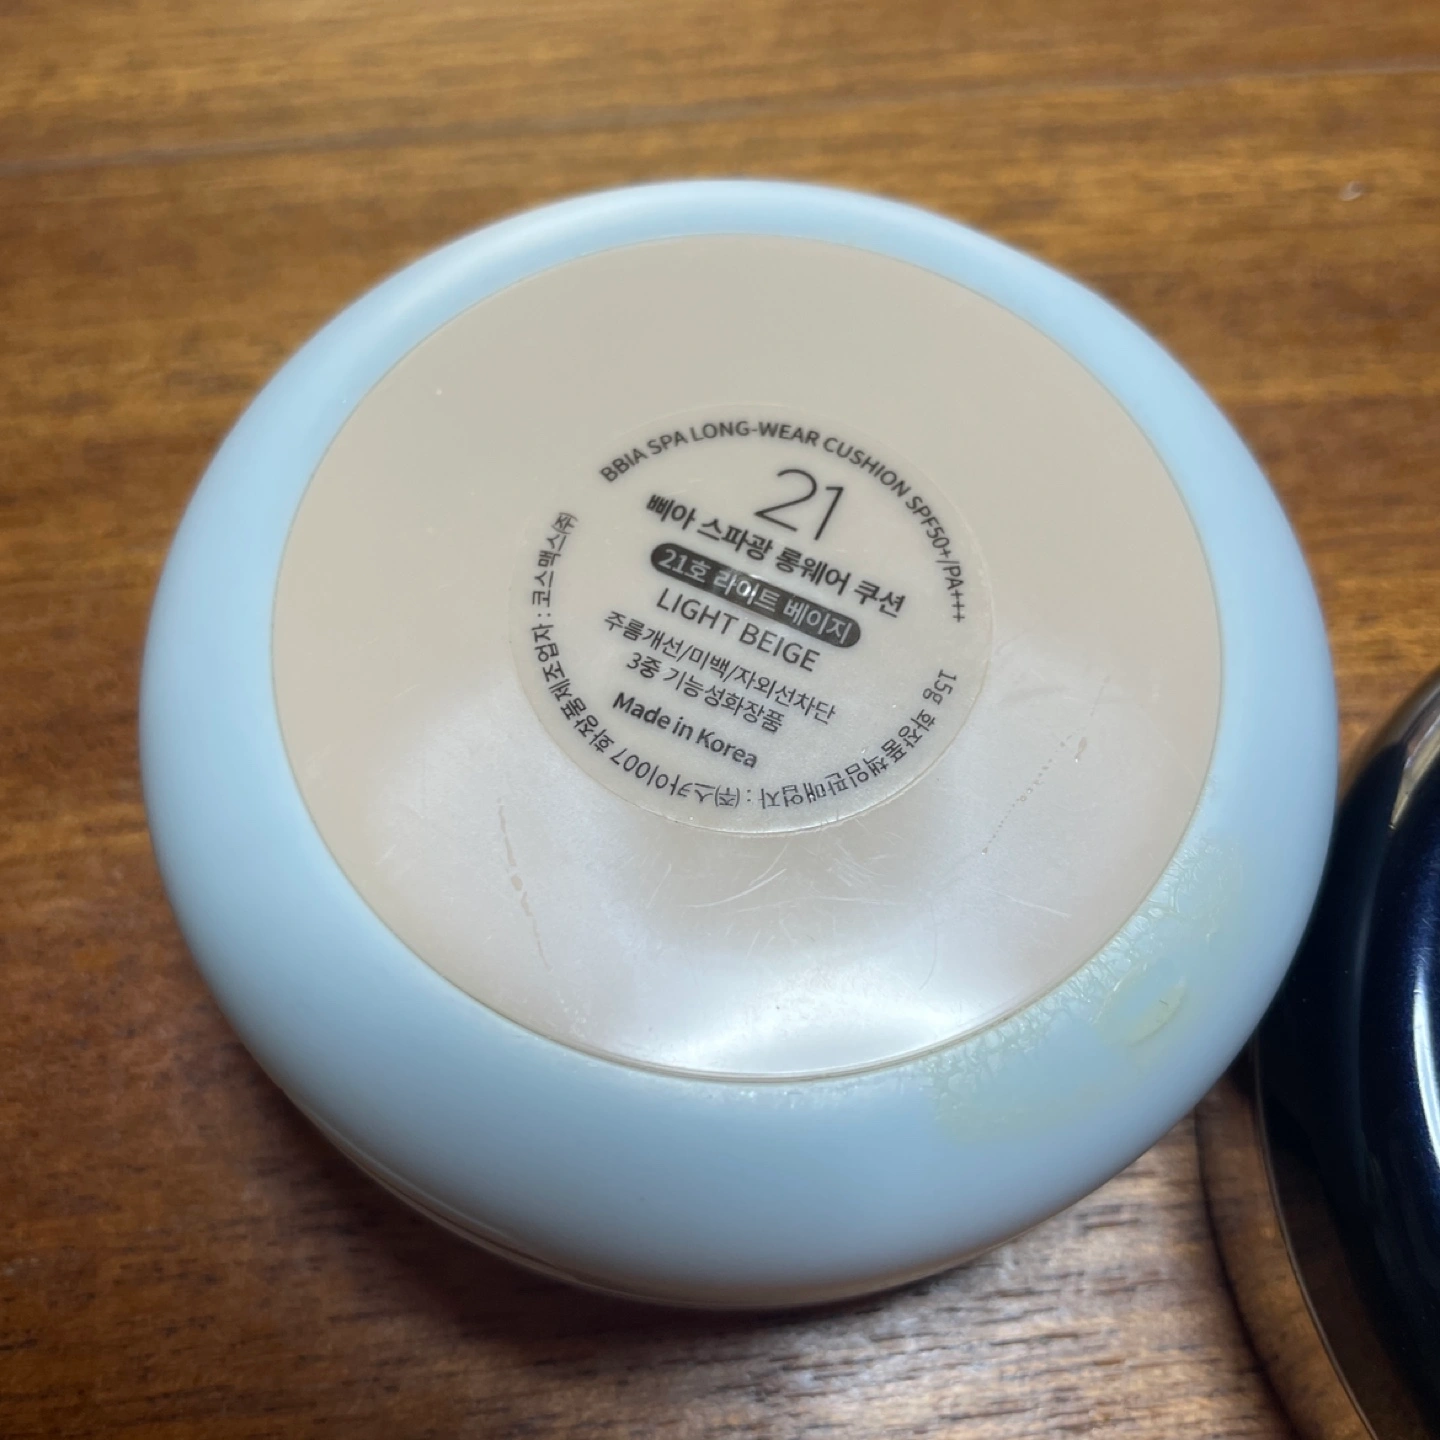 BBIA SPA LONG-WEAR CUSHION SPF50+/PA+++
21
삐아 스파광 롱웨어 쿠션
21호 라이트 베이지
LIGHT BEIGE
주름개선/미백/자외선차단
3중 기능성화장품
Made in Korea
15g 화장품책임판매업자 : (주)스카이007 화장품제조업자 : 코스맥스(주)